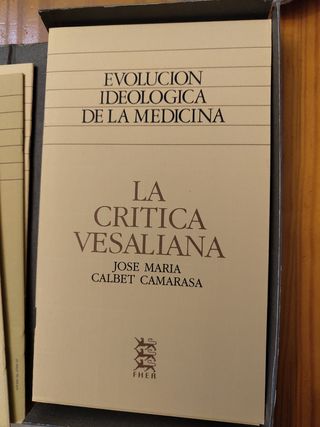 EVOLUCION
IDEOLOGICA
DE LA MEDICINA
LA
CRITICA
VESALIANA
JOSE MARIA
CALBET CAMARASA
FHER